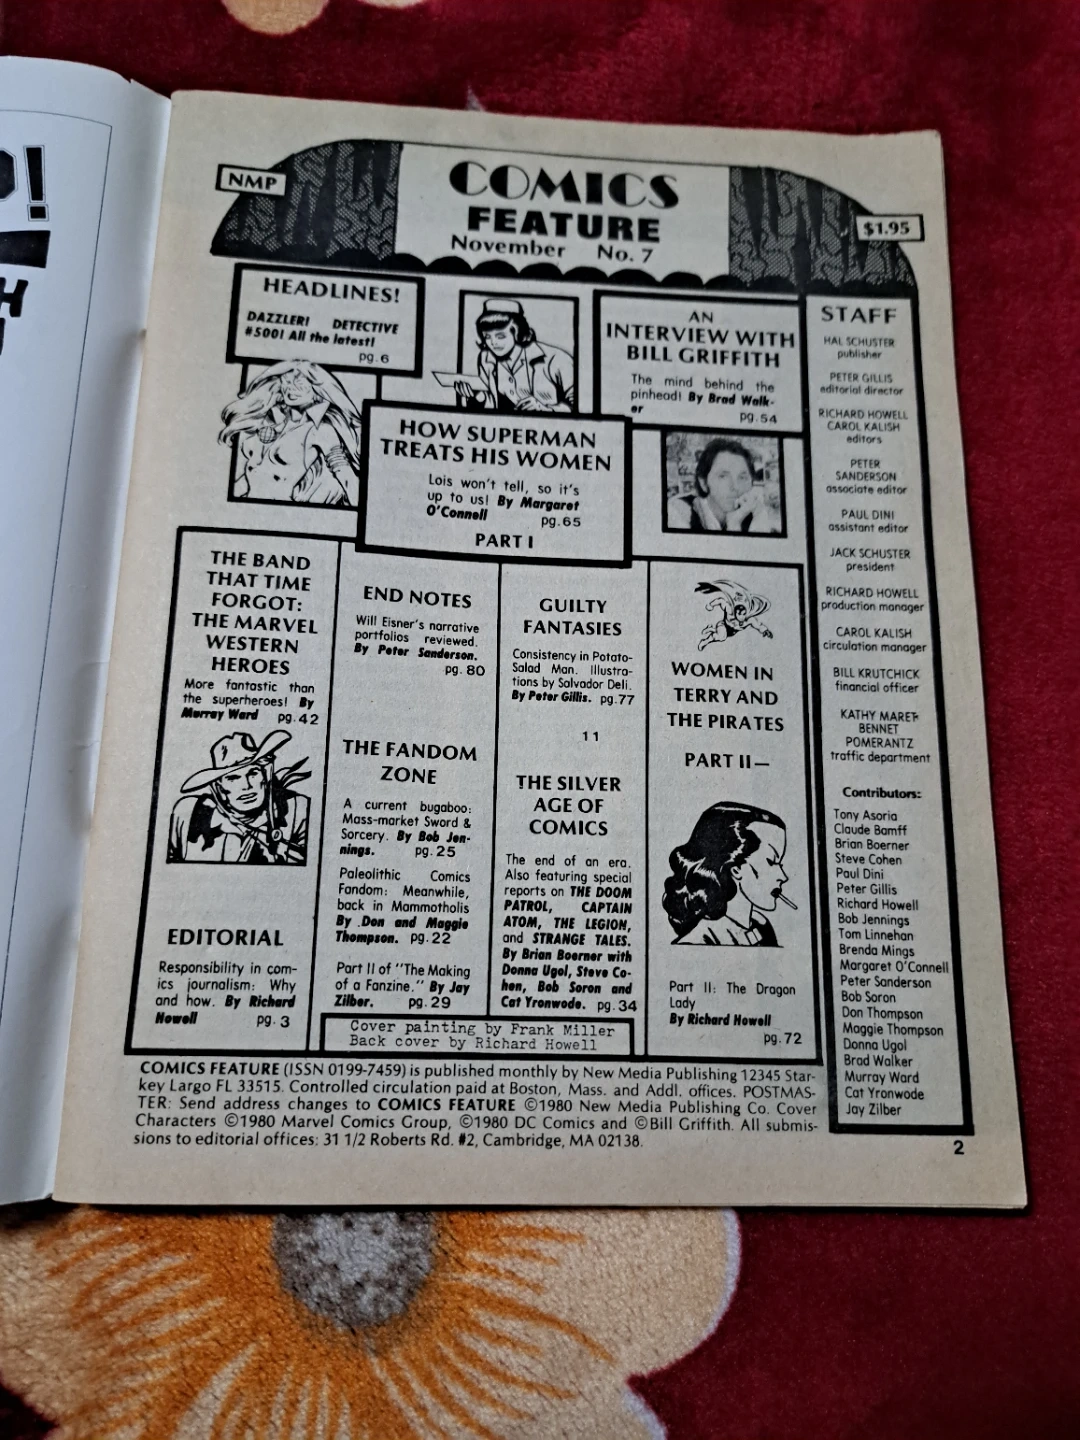 NMP
COMICS
FEATURE
November No. 7
$1.95
HEADLINES!
DAZZLER! DETECTIVE
#500! All the latest!
pg.6
AN
INTERVIEW WITH
BILL GRIFFITH
The mind behind the
pinhead! By Brad Walk-
er pg.54
HOW SUPERMAN
TREATS HIS WOMEN
Lois won't tell, so it's
up to us! By Margaret
O'Connell pg.65
PART I
THE BAND
THAT TIME
FORGOT:
THE MARVEL
WESTERN
HEROES
More fantastic than
the superheroes! By
Murray Ward pg.42
EDITORIAL
Responsibility in com-
ics journalism: Why
and how. By Richard
Howell pg.3
END NOTES
Will Eisner's narrative
portfolios reviewed.
By Peter Sanderson.
pg.80
THE FANDOM
ZONE
A current bugaboo:
Mass-market Sword &
Sorcery. By Bob Jen-
nings. pg.25
Paleolithic Comics
Fandom: Meanwhile,
back in Mammotholis
By Don and Maggie
Thompson. pg.22
Part II of "The Making
of a Fanzine." By Jay
Zilber. pg.29
GUILTY
FANTASIES
Consistency in Potato-
Salad Man. Illustra-
tions by Salvador Deli.
By Peter Gillis. pg.77
11
THE SILVER
AGE OF
COMICS
The end of an era.
Also featuring special
reports on THE DOOM
PATROL, CAPTAIN
ATOM, THE LEGION,
and STRANGE TALES.
By Brian Boerner with
Donna Ugol, Steve Co-
hen, Bob Soron and
Cat Yronwode. pg.34
WOMEN IN
TERRY AND
THE PIRATES
PART II—
Part II: The Dragon
Lady
By Richard Howell
pg.72
Cover painting by Frank Miller
Back cover by Richard Howell
STAFF
HAL SCHUSTER
publisher
PETER GILLIS
editorial director
RICHARD HOWELL
CAROL KALISH
editors
PETER
SANDERSON
associate editor
PAUL DINI
assistant editor
JACK SCHUSTER
president
RICHARD HOWELL
production manager
CAROL KALISH
circulation manager
BILL KRUTCHICK
financial officer
KATHY
BENNET
POMERANTZ
traffic department
Contributors:
Tony Asoria
Claude Bamff
Brian Boerner
Steve Cohen
Paul Dini
Peter Gillis
Richard Howell
Bob Jennings
Tom Linnehan
Brenda Mings
Margaret O'Connell
Peter Sanderson
Bob Soron
Don Thompson
Maggie Thompson
Donna Ugol
Brad Walker
Murray Ward
Cat Yronwode
Jay Zilber
COMICS FEATURE (ISSN 0199-7459) is published monthly by New Media Publishing 12345 Star-
key Largo FL 33515. Controlled circulation paid at Boston, Mass. and Addl. offices. POSTMAS-
TER: Send address changes to COMICS FEATURE ©1980 New Media Publishing Co. Cover
Characters ©1980 Marvel Comics Group, ©1980 DC Comics and ©Bill Griffith. All submis-
sions to editorial offices: 31 1/2 Roberts Rd. #2, Cambridge, MA 02138.
2